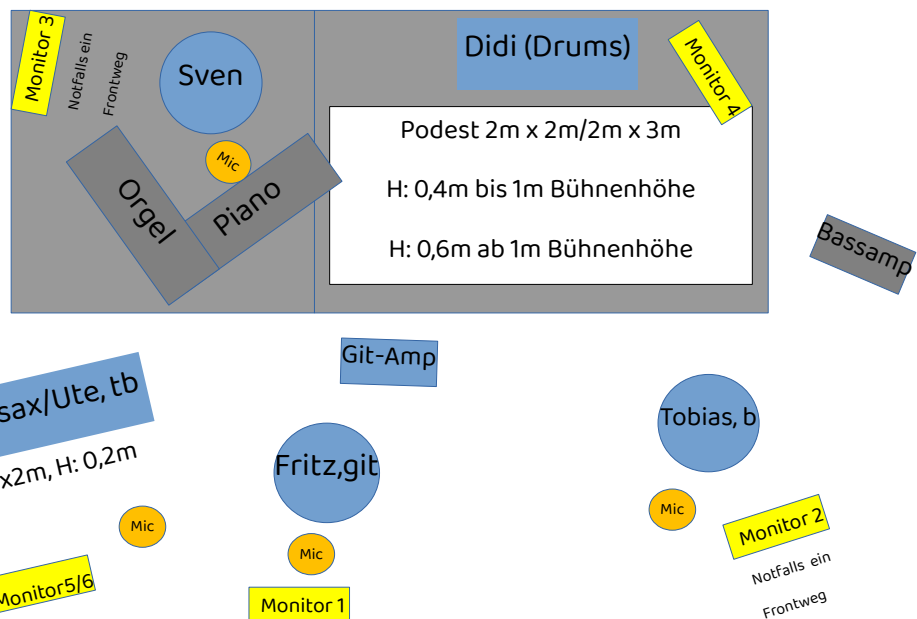 Monitor 3
Notfalls ein
Frontweg
Sven
Mic
Orgel
Piano
Didi (Drums)
Monitor 4
Podest 2m x 2m/2m x 3m
H: 0,4m bis 1m Bühnenhöhe
H: 0,6m ab 1m Bühnenhöhe
Bassamp
Git-Amp
sax/Ute, tb
x2m, H: 0,2m
Mic
Monitor5/6
Fritz,git
Mic
Monitor 1
Tobias, b
Mic
Monitor 2
Notfalls ein
Frontweg